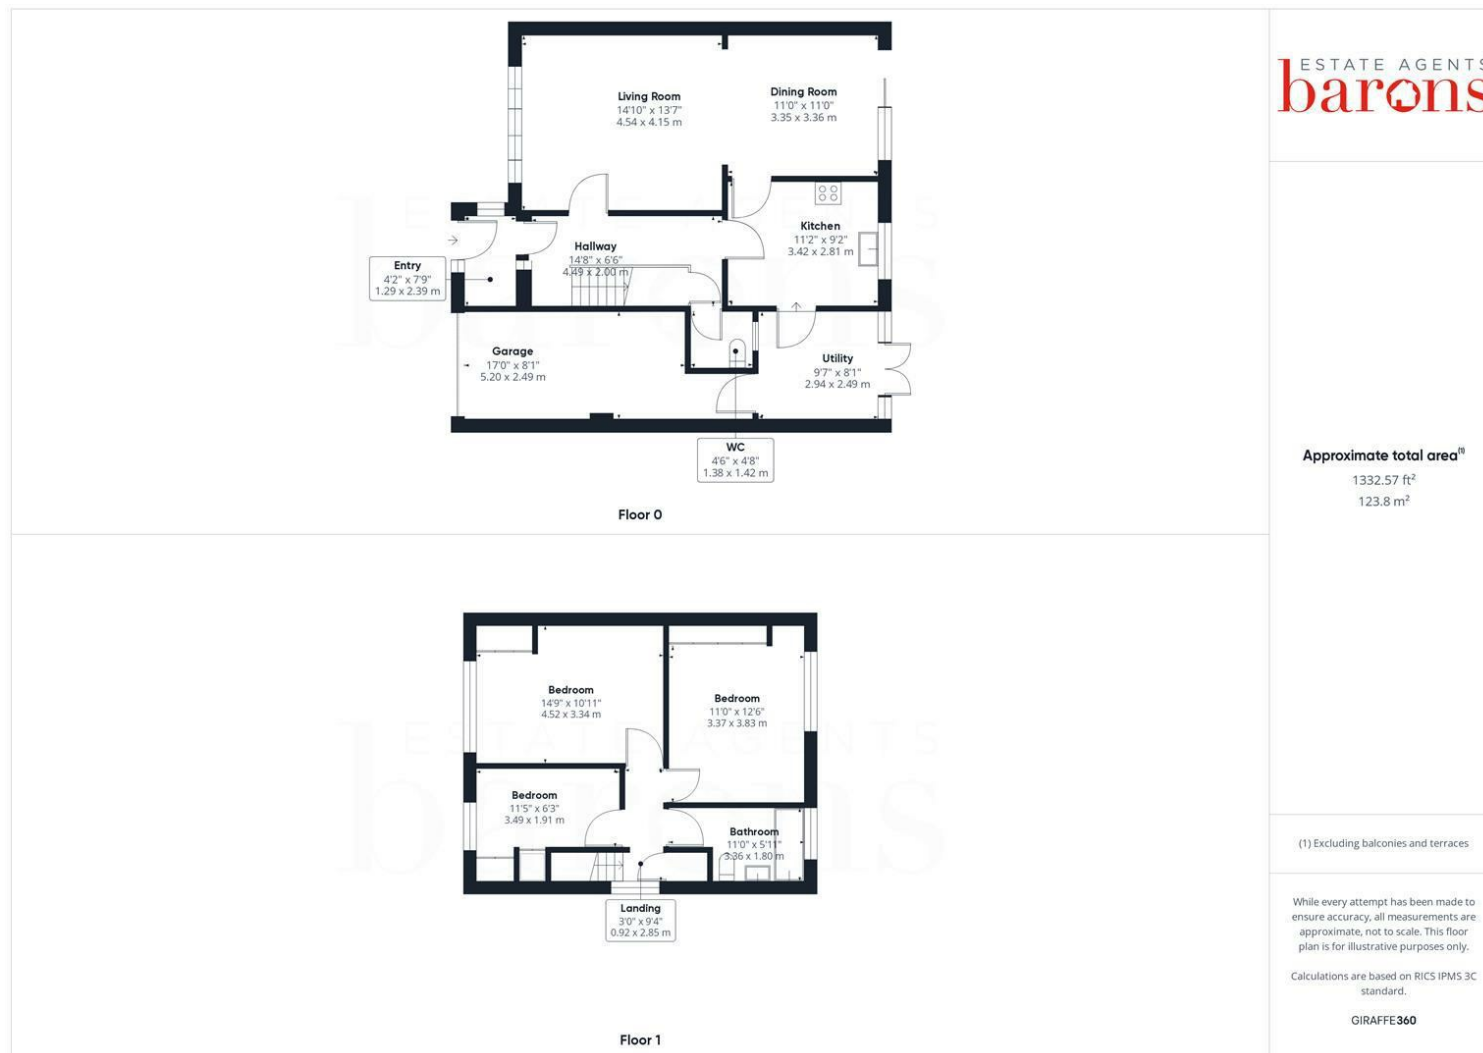 ESTATE AGENTS
barons
Living Room
14'10" x 13'7"
4.54 x 4.15 m
Dining Room
11'0" x 11'0"
3.35 x 3.36 m
Kitchen
11'2" x 9'2"
3.42 x 2.81 m
Hallway
14'8" x 6'6"
4.49 x 2.00 m
Entry
4'2" x 7'9"
1.29 x 2.39 m
Garage
17'0" x 8'1"
5.20 x 2.49 m
Utility
9'7" x 8'1"
2.94 x 2.49 m
WC
4'6" x 4'8"
1.38 x 1.42 m
Floor 0
Approximate total area(1)
1332.57 ft²
123.8 m²
Bedroom
14'9" x 10'11"
4.52 x 3.34 m
Bedroom
11'0" x 12'6"
3.37 x 3.83 m
Bedroom
11'5" x 6'3"
3.49 x 1.91 m
Bathroom
11'0" x 5'11"
3.36 x 1.80 m
Landing
3'0" x 9'4"
0.92 x 2.85 m
Floor 1
(1) Excluding balconies and terraces
While every attempt has been made to
ensure accuracy, all measurements are
approximate, not to scale. This floor
plan is for illustrative purposes only.
Calculations are based on RICS IPMS 3C
standard.
GIRAFFE360
ESTATE AGENTS
barons
ESTATE AGENTS
barons